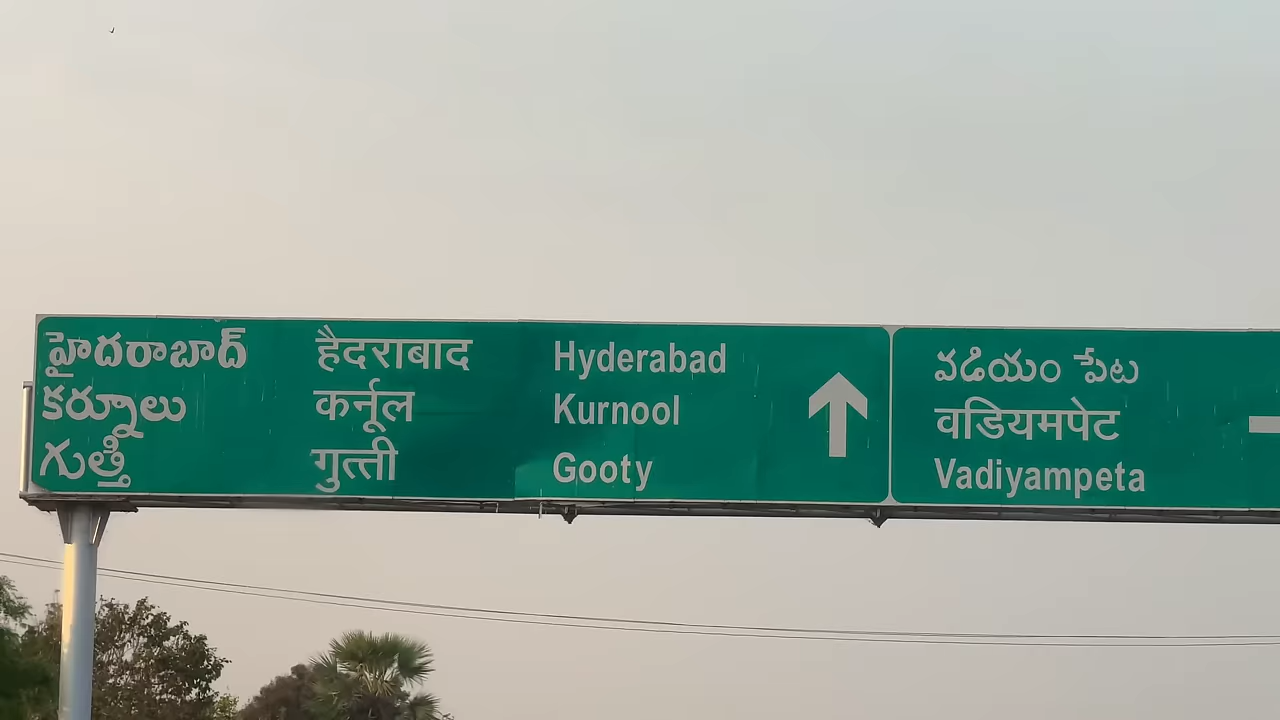 హైదరాబాద్ हैदराबाद Hyderabad
కర్నూలు कर्नूल Kurnool
గుత్తి गुत्ती Gooty
వడియం పేట
वडियमपेट
Vadiyampeta